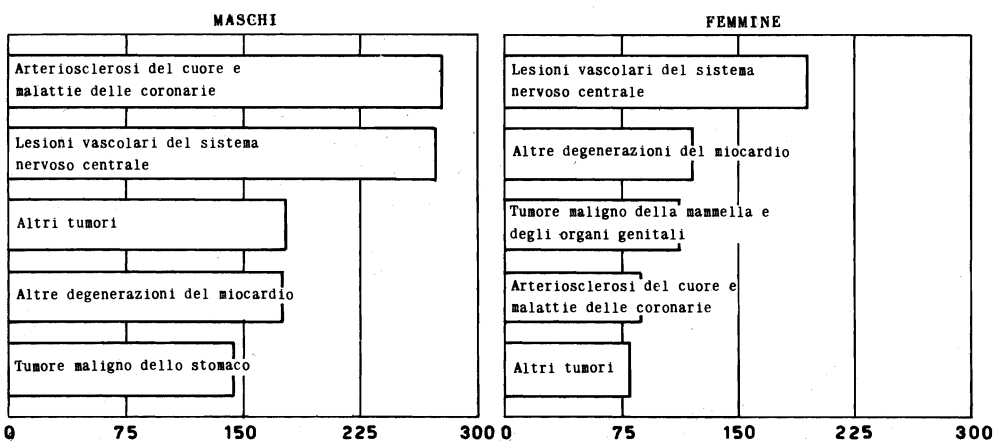 MASCHI
Arteriosclerosi del cuore e
malattie delle coronarie
Lesioni vascolari del sistema
nervoso centrale
Altri tumori
Altre degenerazioni del miocardio
Tumore maligno dello stomaco
0 75 150 225 300
FEMMINE
Lesioni vascolari del sistema
nervoso centrale
Altre degenerazioni del miocardio
Tumore maligno della mammella e
degli organi genitali
Arteriosclerosi del cuore e
malattie delle coronarie
Altri tumori
0 75 150 225 300